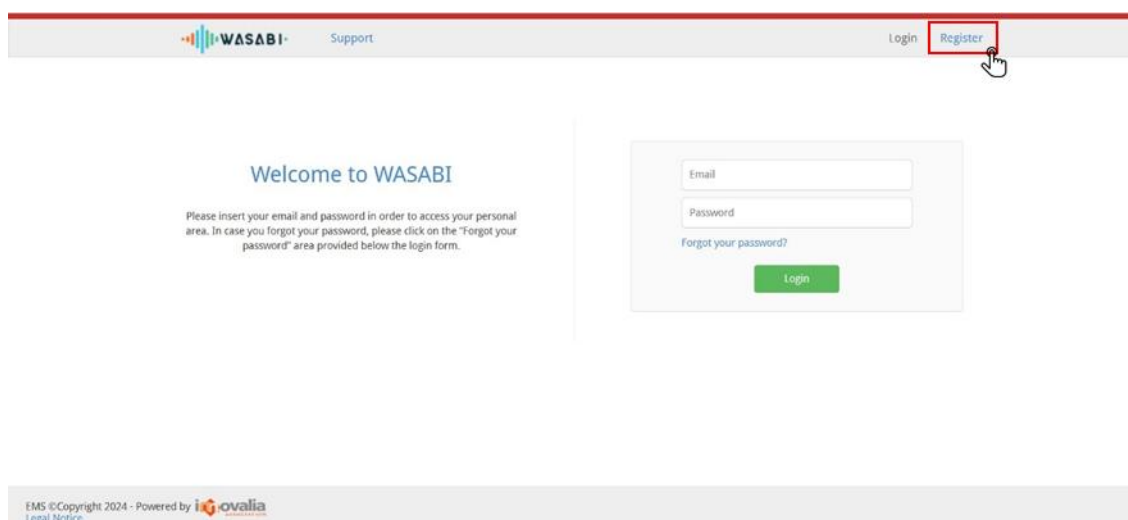 WASABI
Support
Login
Register
Welcome to WASABI
Please insert your email and password in order to access your personal
area. In case you forgot your password, please click on the "Forgot your
password" area provided below the login form.
Email
Password
Forgot your password?
Login
EMS ©Copyright 2024 - Powered by
Legal Notice